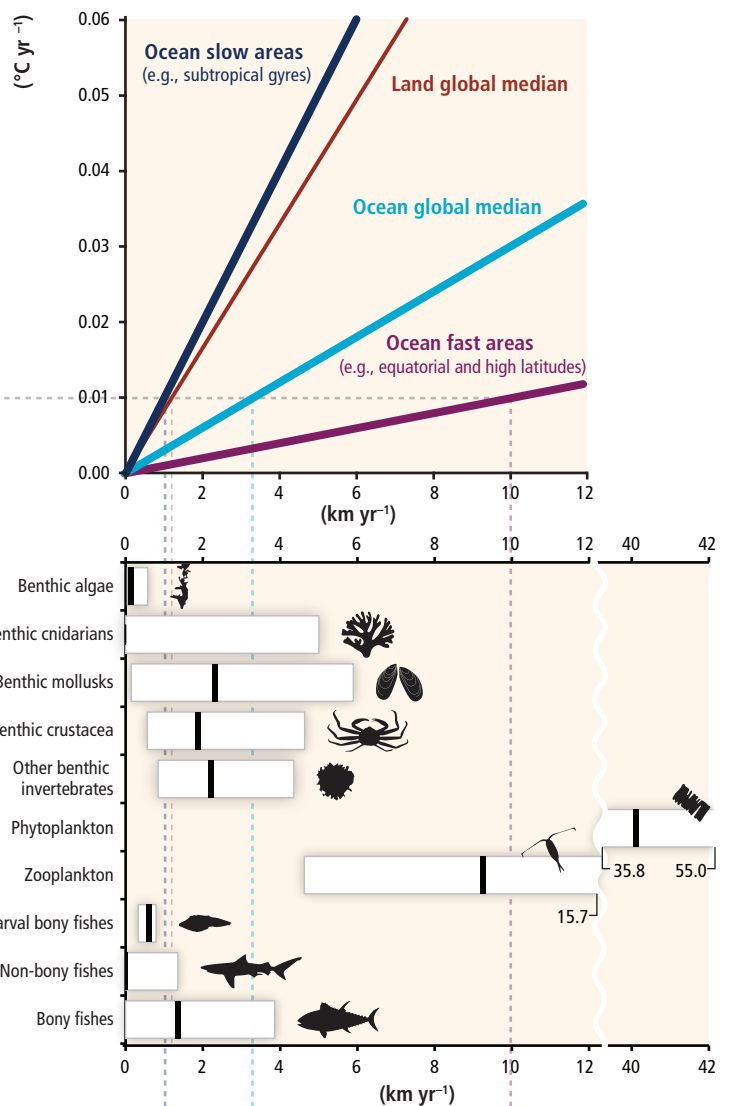 (°C yr –1)
0.06
0.05
0.04
0.03
0.02
0.01
0.00
Ocean slow areas
(e.g., subtropical gyres)
Land global median
Ocean global median
Ocean fast areas
(e.g., equatorial and high latitudes)
0 2 4 6 8 10 12
(km yr–1)
0 2 4 6 8 10 12 40 42
Benthic algae
enthic cnidarians
Benthic mollusks
enthic crustacea
Other benthic
invertebrates
Phytoplankton
35.8 55.0
Zooplankton
15.7
arval bony fishes
Non-bony fishes
Bony fishes
0 2 4 6 8 10 12 40 42
(km yr–1)